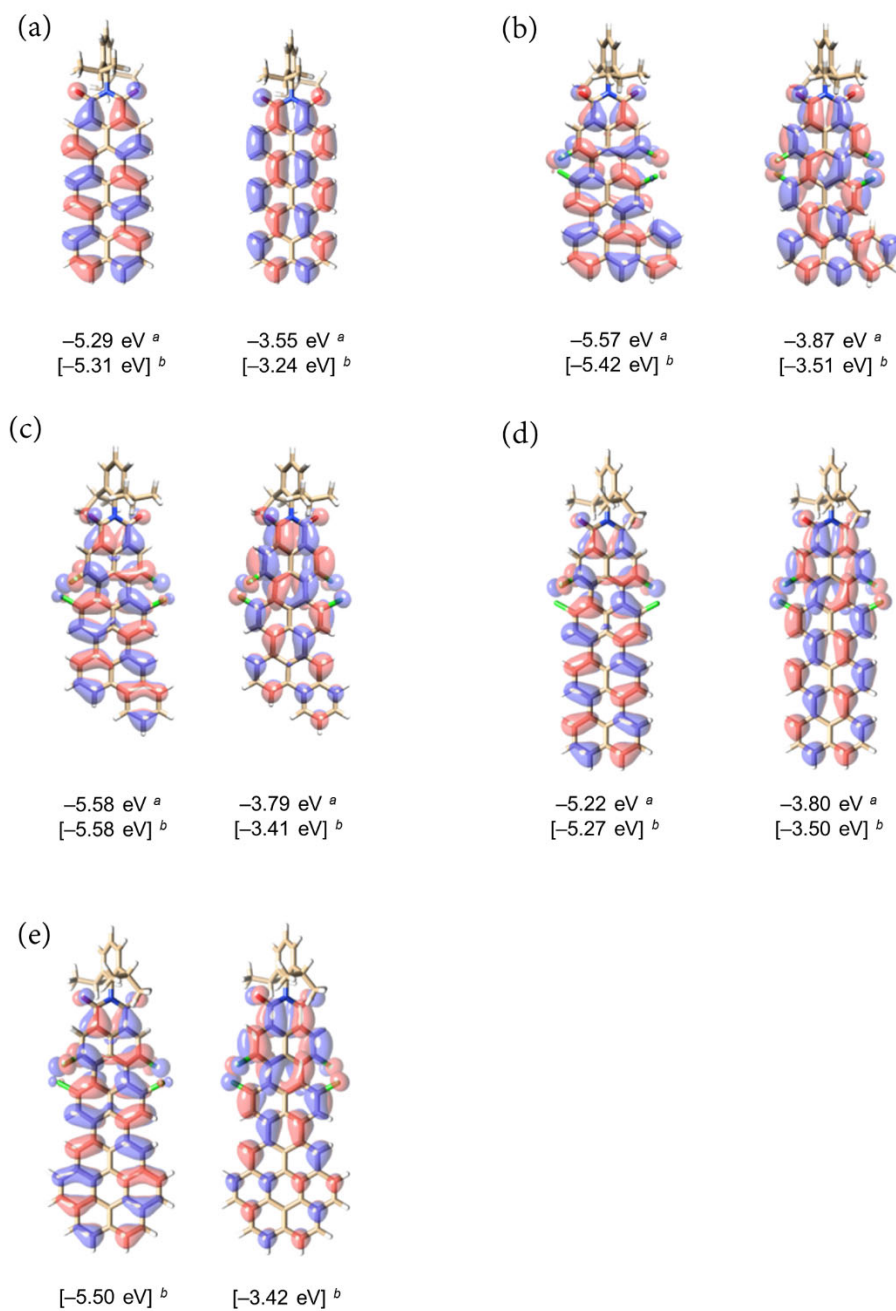 (a)
(b)
–5.29 eV ᵃ
[–5.31 eV] ᵇ
–3.55 eV ᵃ
[–3.24 eV] ᵇ
–5.57 eV ᵃ
[–5.42 eV] ᵇ
–3.87 eV ᵃ
[–3.51 eV] ᵇ
(c)
(d)
–5.58 eV ᵃ
[–5.58 eV] ᵇ
–3.79 eV ᵃ
[–3.41 eV] ᵇ
–5.22 eV ᵃ
[–5.27 eV] ᵇ
–3.80 eV ᵃ
[–3.50 eV] ᵇ
(e)
[–5.50 eV] ᵇ
[–3.42 eV] ᵇ